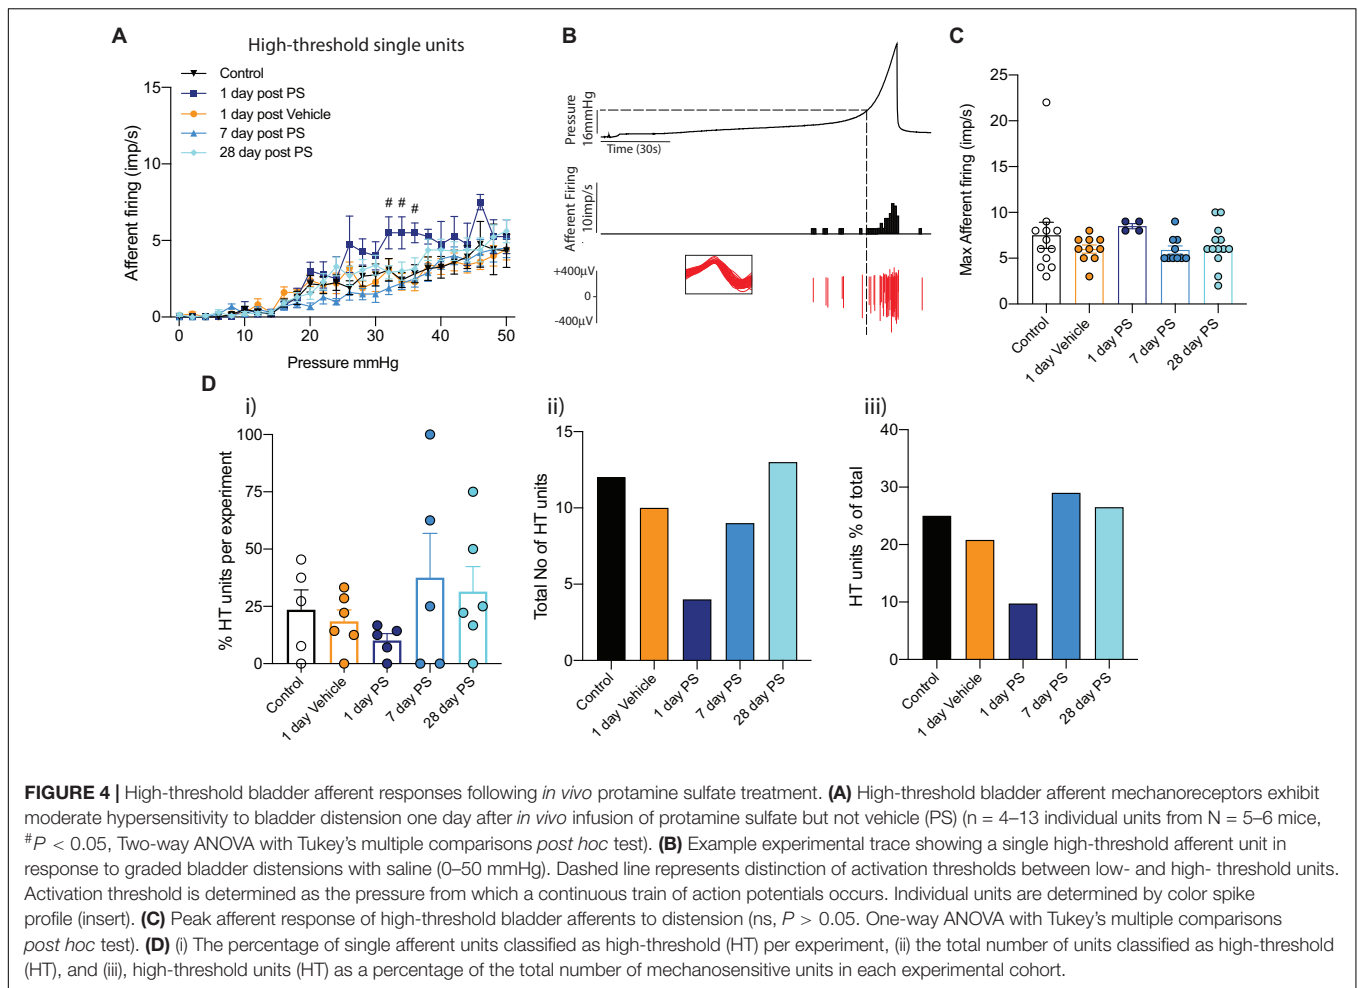 A
High-threshold single units
Control
1 day post PS
1 day post Vehicle
7 day post PS
28 day post PS
15
10
5
0
Afferent firing (imp/s)
0 10 20 30 40 50
Pressure mmHg
# # #
B
Pressure
16mmHg
Time (30s)
Afferent Firing
10imp/s
+400µV
0
-400µV
C
25
20
15
10
5
0
Max Afferent firing (imp/s)
Control
1 day Vehicle
1 day PS
7 day PS
28 day PS
D
i)
100
75
50
25
0
% HT units per experiment
Control
1 day Vehicle
1 day PS
7 day PS
28 day PS
ii)
15
10
5
0
Total No of HT units
Control
1 day Vehicle
1 day PS
7 day PS
28 day PS
iii)
40
30
20
10
0
HT units % of total
Control
1 day Vehicle
1 day PS
7 day PS
28 day PS
FIGURE 4 | High-threshold bladder afferent responses following in vivo protamine sulfate treatment. (A) High-threshold bladder afferent mechanoreceptors exhibit
moderate hypersensitivity to bladder distension one day after in vivo infusion of protamine sulfate but not vehicle (PS) (n = 4–13 individual units from N = 5–6 mice,
#P < 0.05, Two-way ANOVA with Tukey's multiple comparisons post hoc test). (B) Example experimental trace showing a single high-threshold afferent unit in
response to graded bladder distensions with saline (0–50 mmHg). Dashed line represents distinction of activation thresholds between low- and high- threshold units.
Activation threshold is determined as the pressure from which a continuous train of action potentials occurs. Individual units are determined by color spike
profile (insert). (C) Peak afferent response of high-threshold bladder afferents to distension (ns, P > 0.05. One-way ANOVA with Tukey's multiple comparisons
post hoc test). (D) (i) The percentage of single afferent units classified as high-threshold (HT) per experiment, (ii) the total number of units classified as high-threshold
(HT), and (iii), high-threshold units (HT) as a percentage of the total number of mechanosensitive units in each experimental cohort.